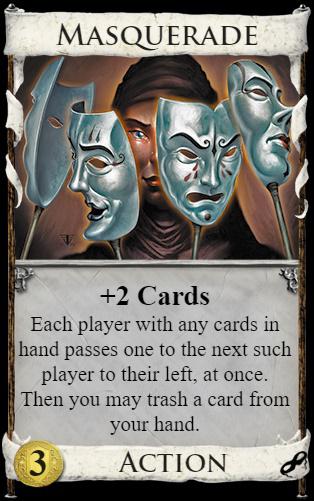 MASQUERADE
+2 Cards
Each player with any cards in
hand passes one to the next such
player to their left, at once.
Then you may trash a card from
your hand.
3
ACTION